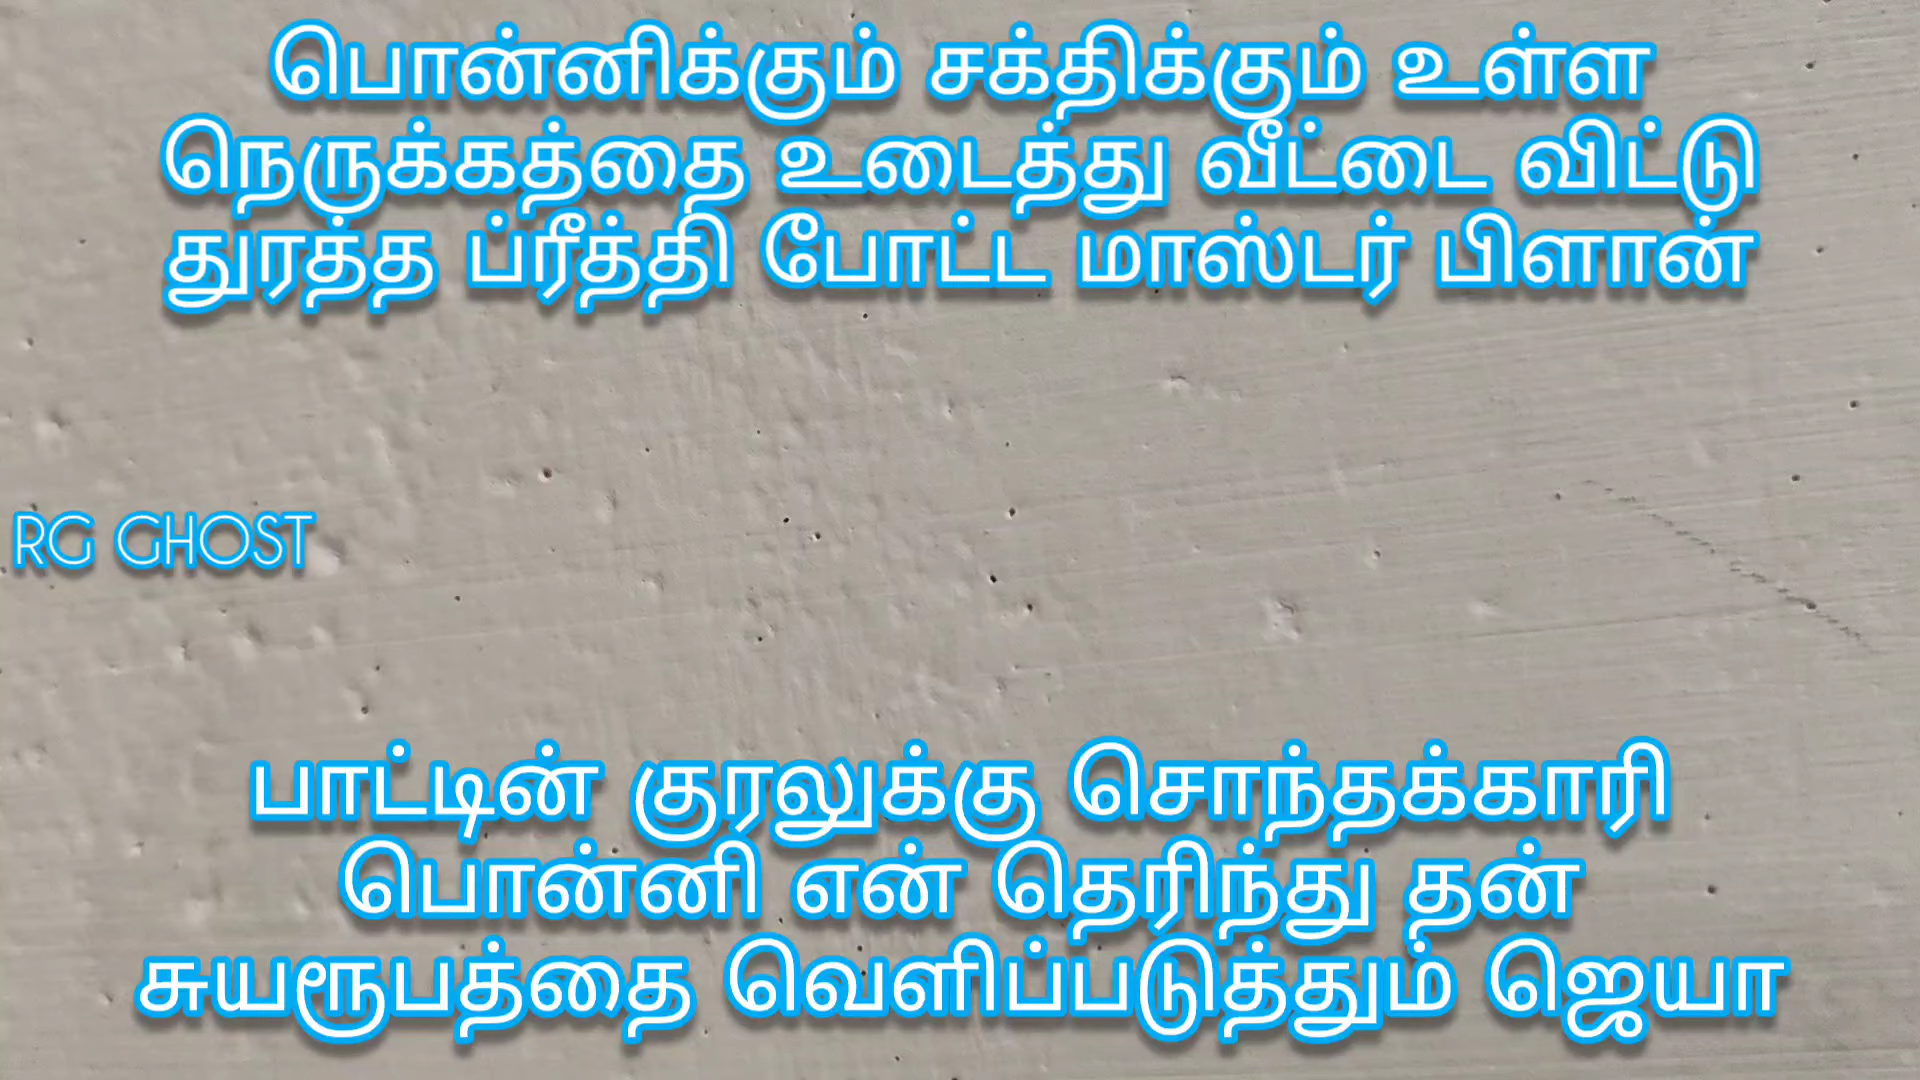 பொன்னிக்கும் சக்திக்கும் உள்ள
நெருக்கத்தை உடைத்து வீட்டை விட்டு
துரத்த ப்ரீத்தி போட்ட மாஸ்டர் பிளான்
RG GHOST
பாட்டின் குரலுக்கு சொந்தக்காரி
பொன்னி என் தெரிந்து தன்
சுயரூபத்தை வெளிப்படுத்தும் ஜெயா